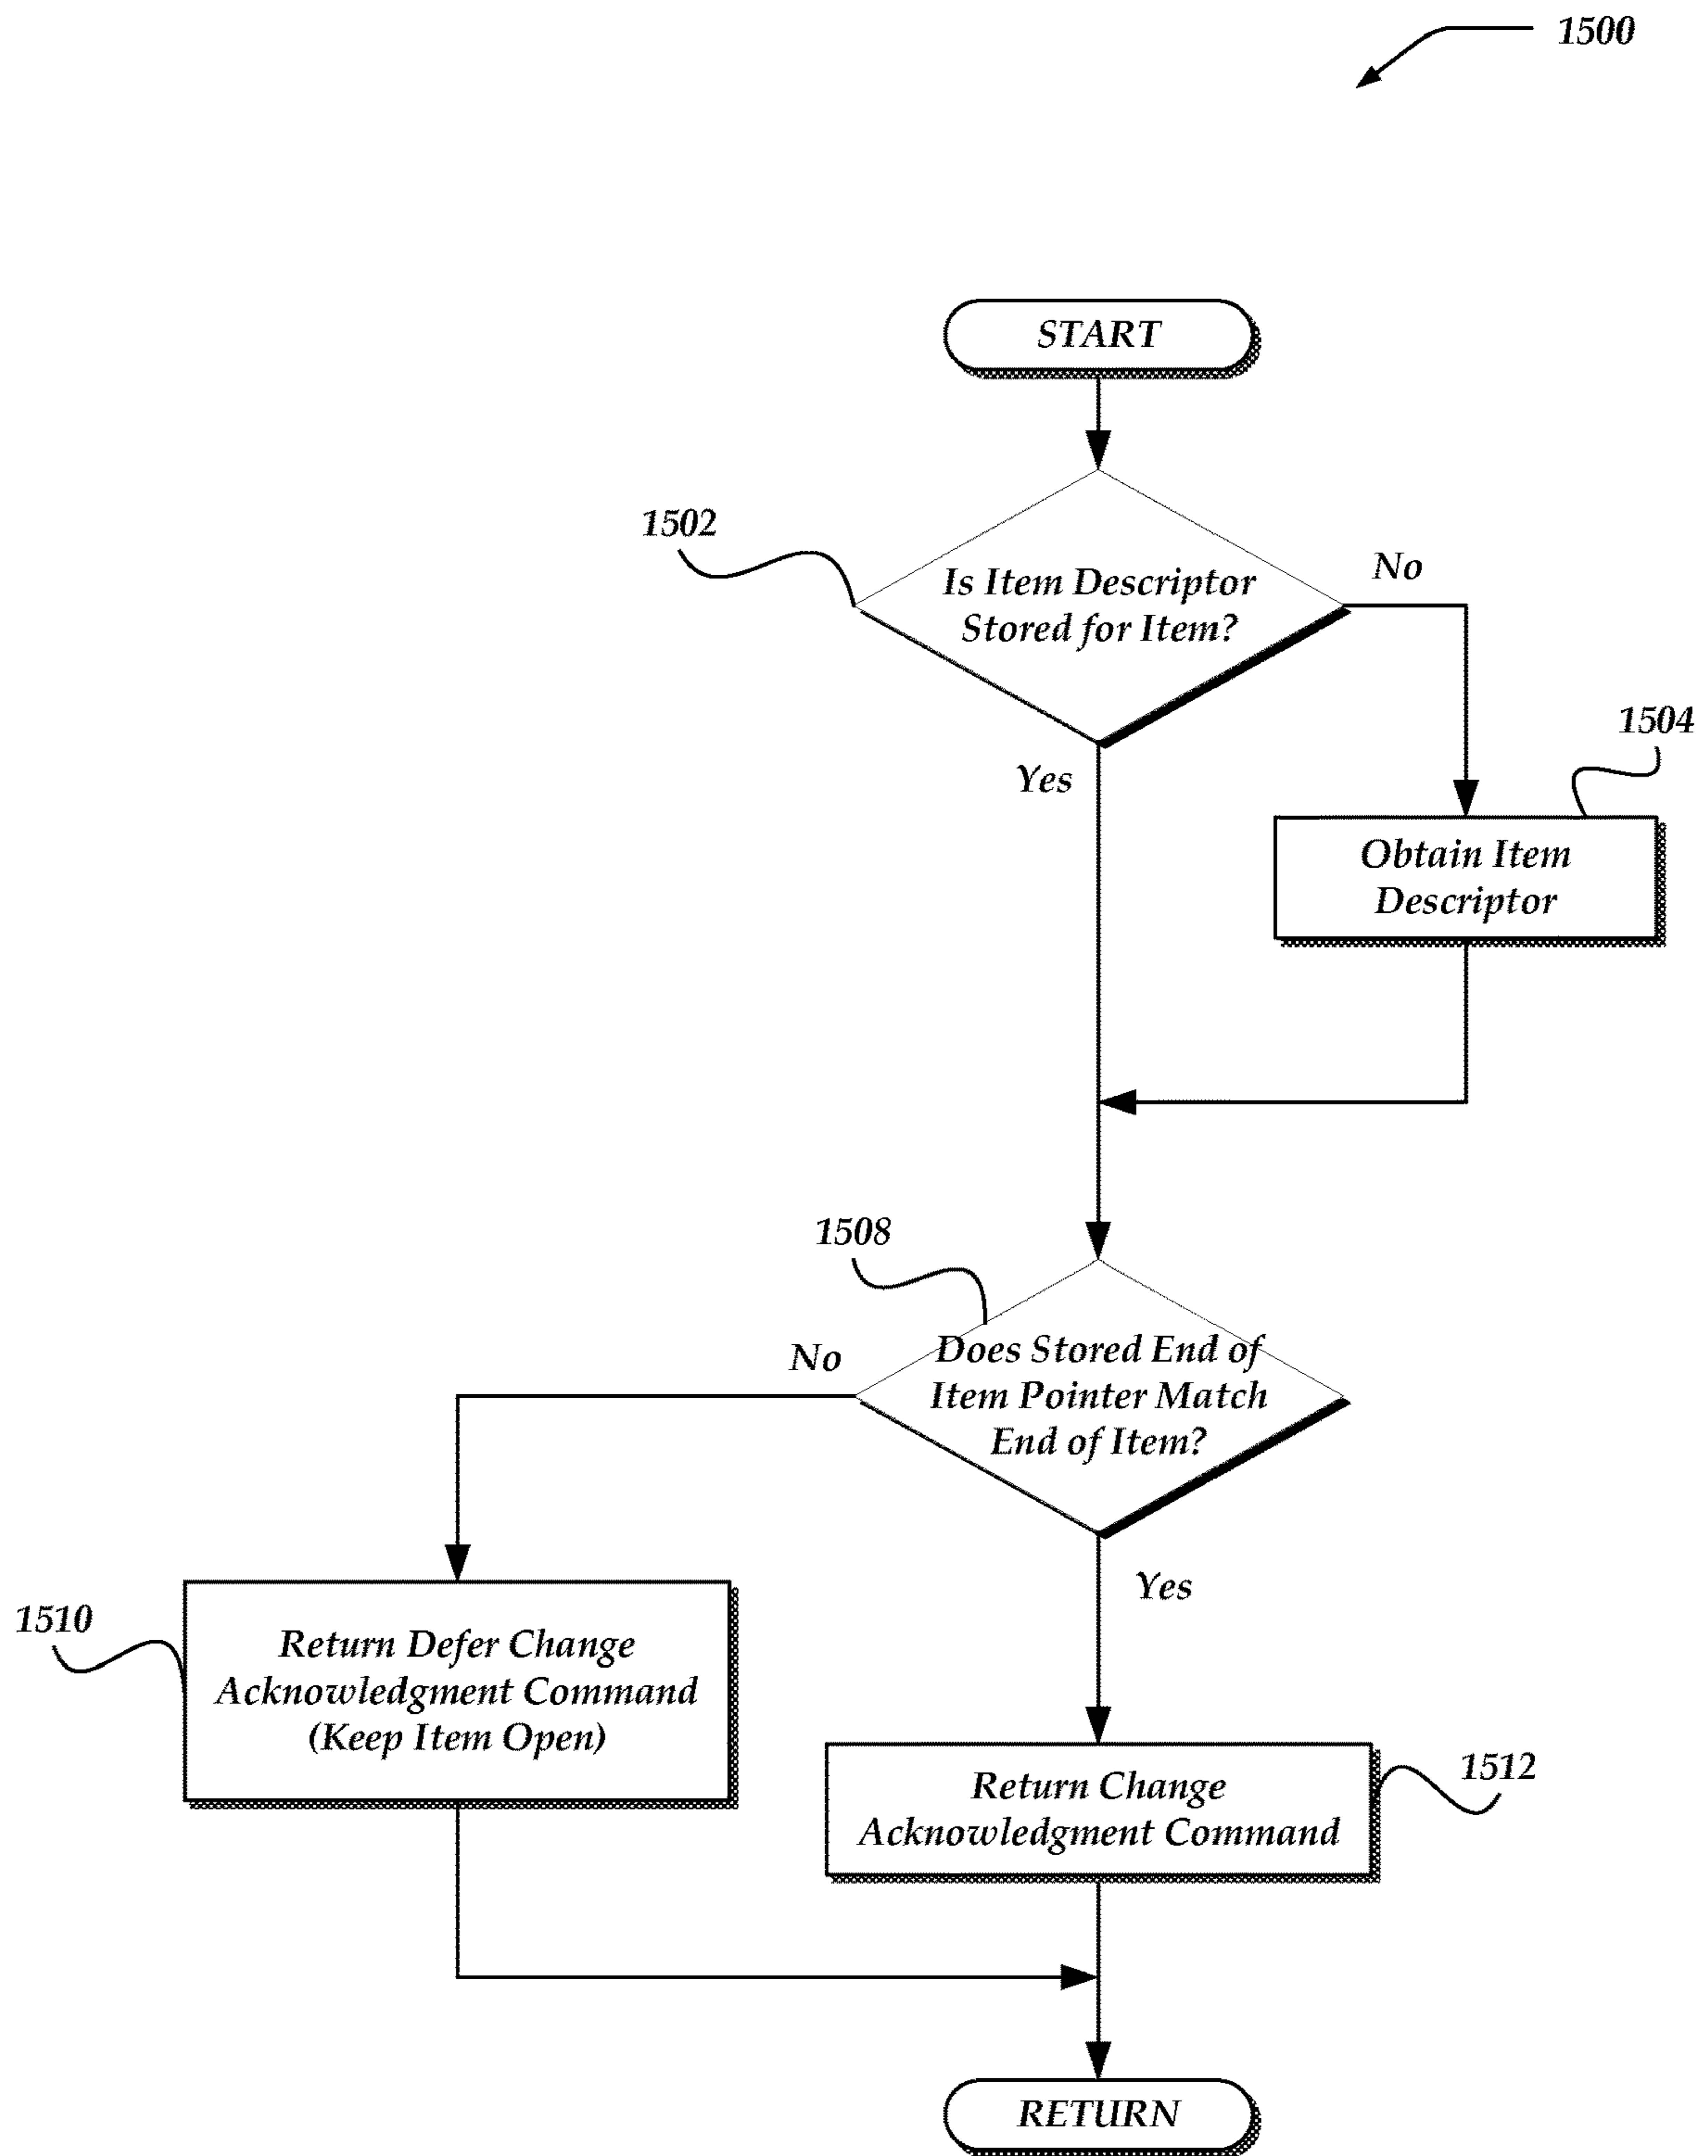 1500
START
1502
Is Item Descriptor
Stored for Item?
No
Yes
1504
Obtain Item
Descriptor
1508
Does Stored End of
Item Pointer Match
End of Item?
No
Yes
1510
Return Defer Change
Acknowledgment Command
(Keep Item Open)
1512
Return Change
Acknowledgment Command
RETURN